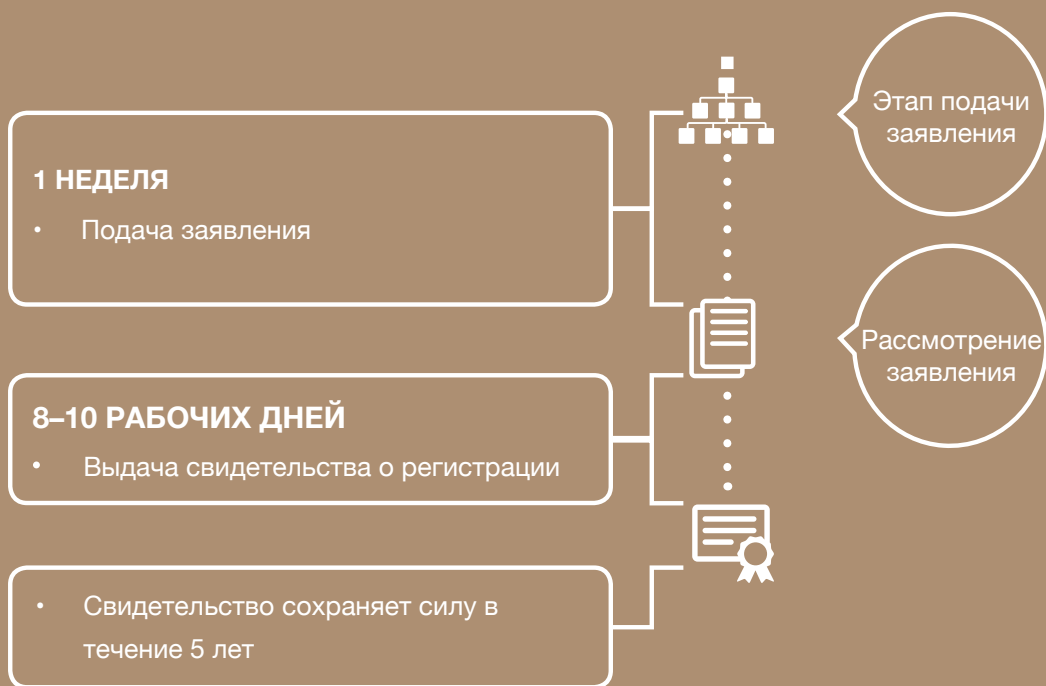 Этап подачи
заявления
1 НЕДЕЛЯ
• Подача заявления
Рассмотрение
заявления
8–10 РАБОЧИХ ДНЕЙ
• Выдача свидетельства о регистрации
• Свидетельство сохраняет силу в
течение 5 лет